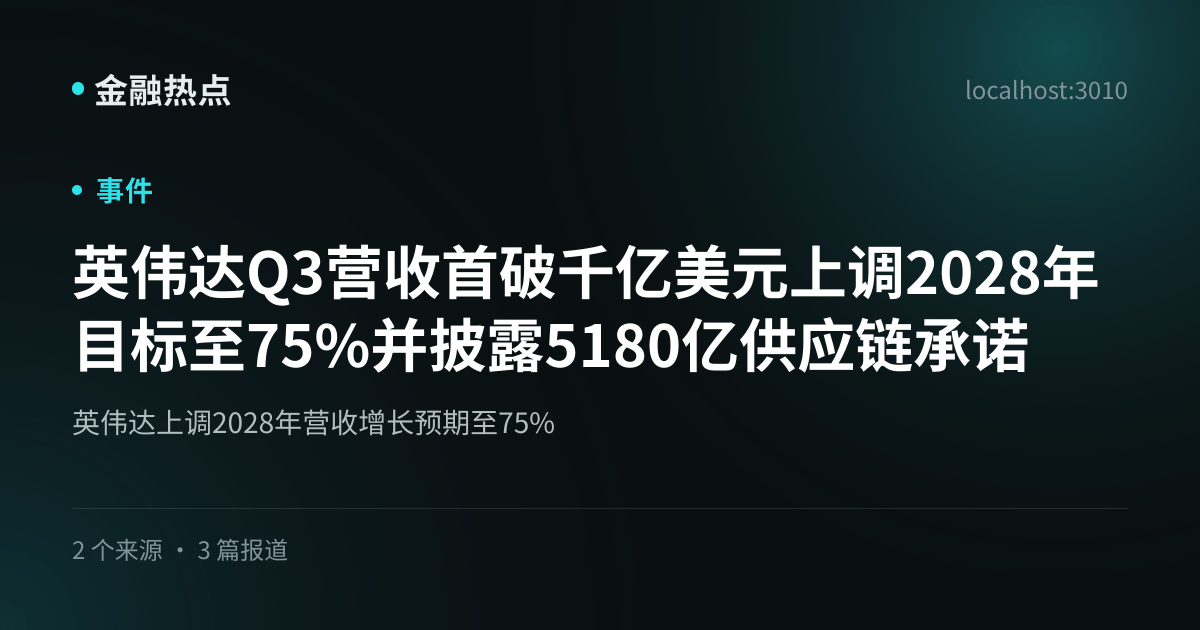 金融热点
localhost:3010
事件
英伟达Q3营收首破千亿美元上调2028年
目标至75%并披露5180亿供应链承诺
英伟达上调2028年营收增长预期至75%
2 个来源 · 3 篇报道